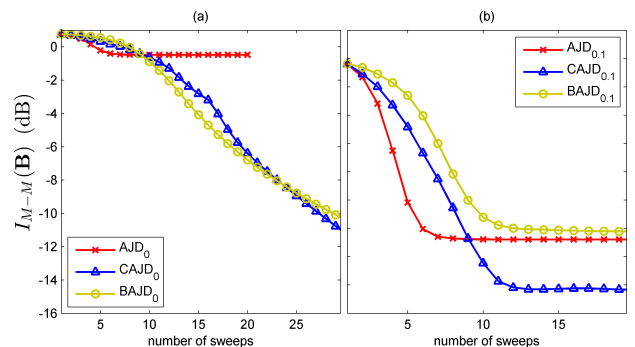 (a)
(b)
I_{M-M}(B) (dB)
0
-2
-4
-6
-8
-10
-12
-14
-16
AJD_0
CAJD_0
BAJD_0
5 10 15 20 25
number of sweeps
AJD_{0.1}
CAJD_{0.1}
BAJD_{0.1}
5 10 15
number of sweeps